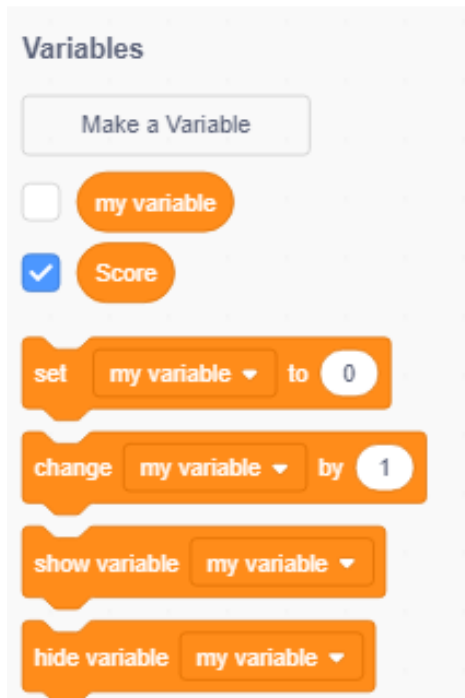 Variables
Make a Variable
my variable
Score
set my variable to 0
change my variable by 1
show variable my variable
hide variable my variable